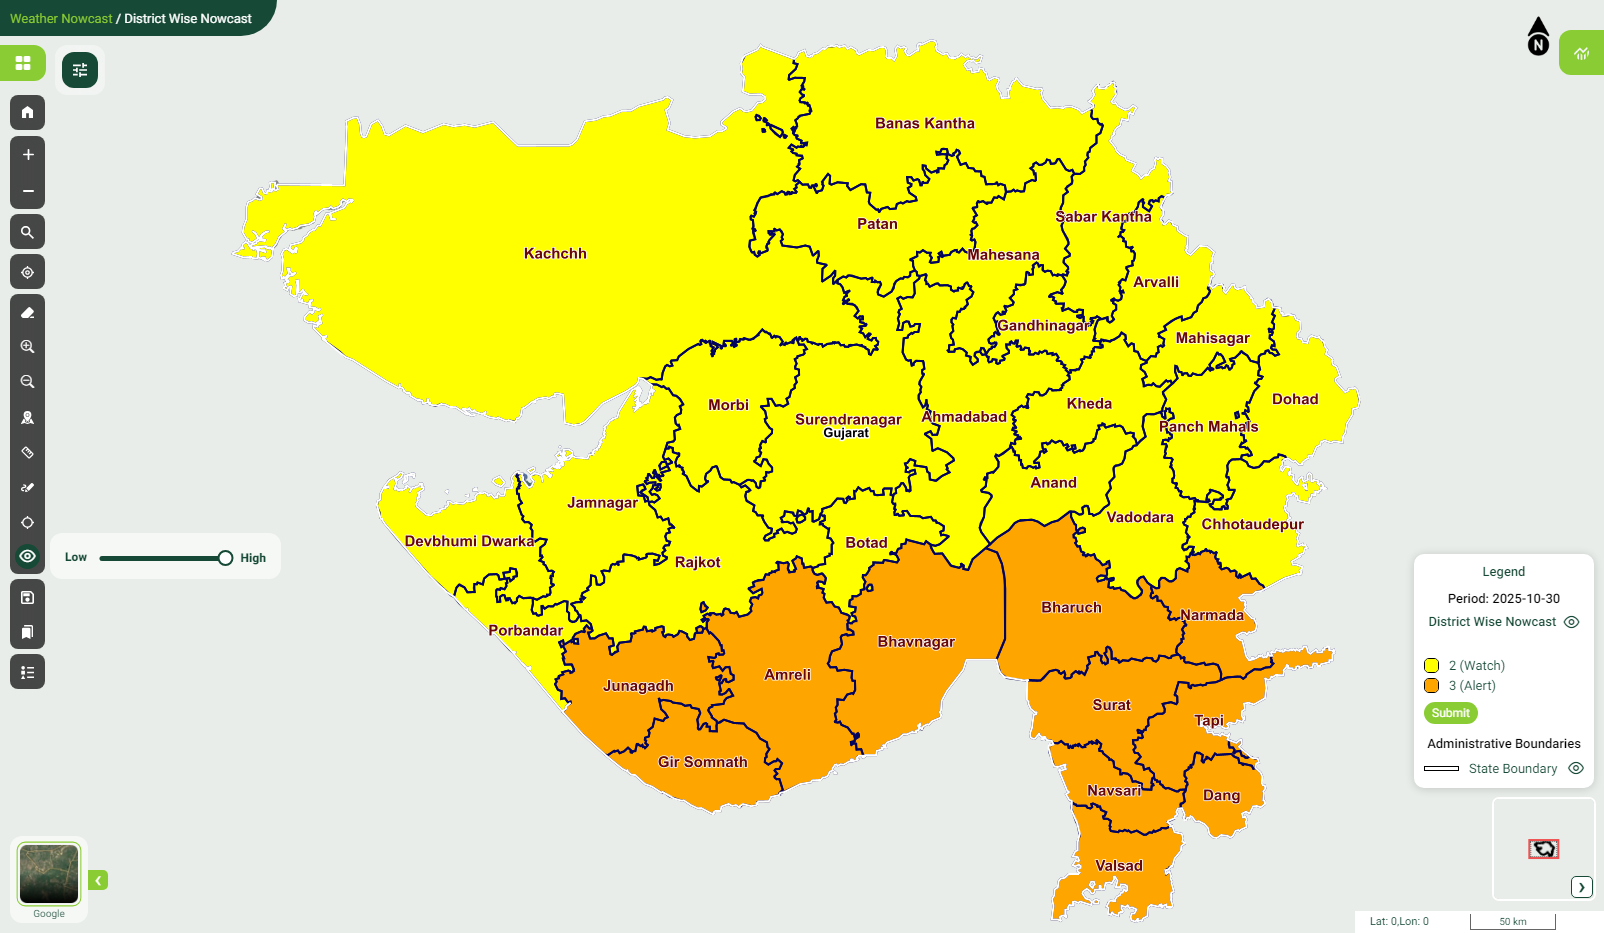 Weather Nowcast / District Wise Nowcast
N
Banas Kantha
Patan
Sabar Kantha
Kachchh
Mahesana
Arvalli
Gandhinagar
Mahisagar
Morbi
Surendranagar
Gujarat
Ahmadabad
Kheda
Dohad
Panch Mahals
Anand
Jamnagar
Vadodara
Chhotaudepur
Devbhumi Dwarka
Botad
Rajkot
Low
High
Bharuch
Narmada
Porbandar
Bhavnagar
Junagadh
Amreli
Surat
Tapi
Gir Somnath
Navsari
Dang
Valsad
Legend
Period: 2025-10-30
District Wise Nowcast
2 (Watch)
3 (Alert)
Submit
Administrative Boundaries
State Boundary
Google
Lat: 0,Lon: 0
50 km